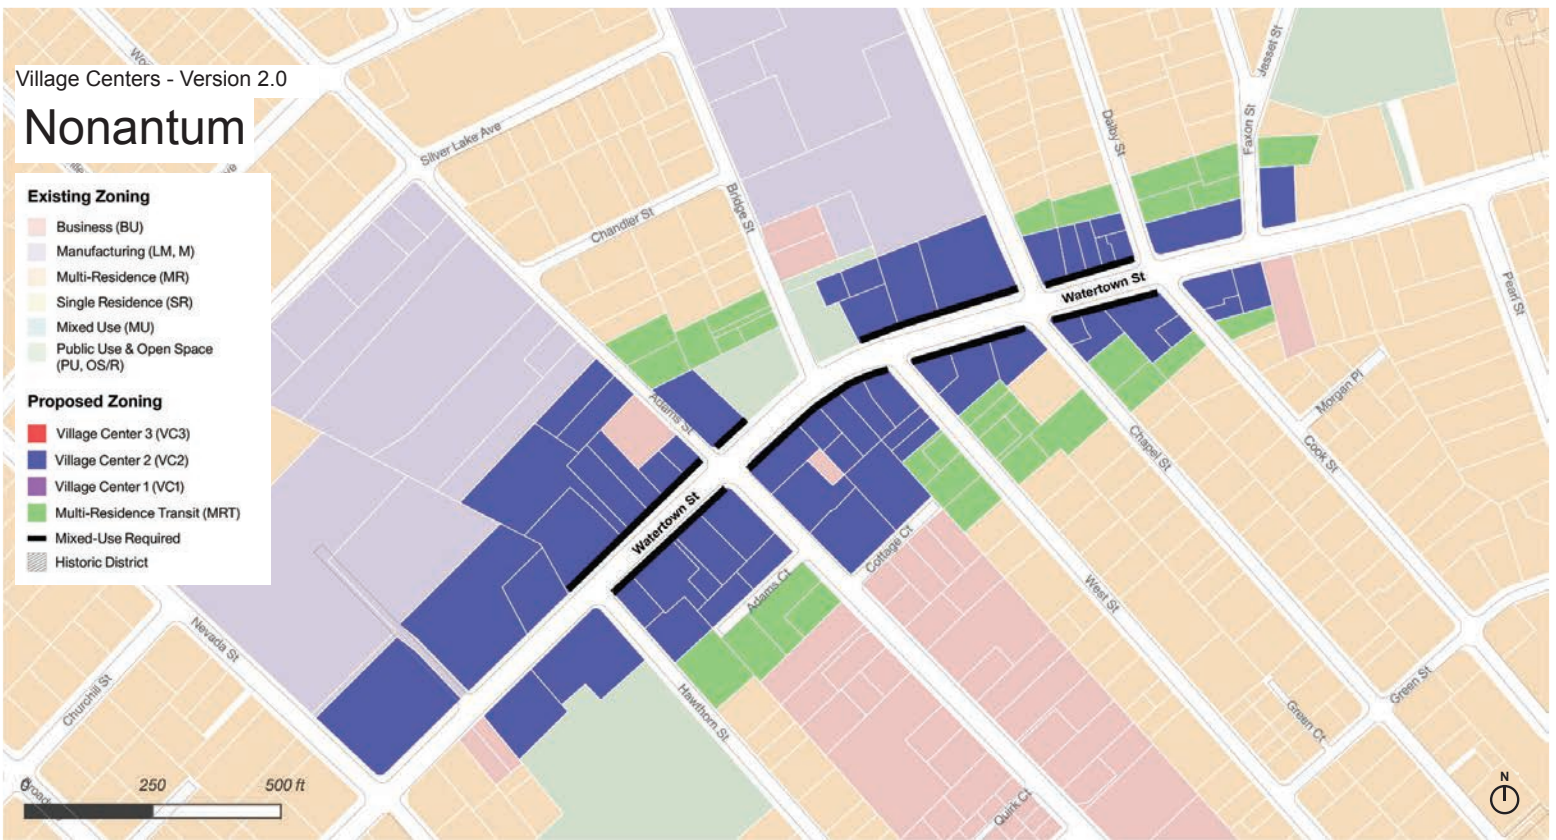 Village Centers - Version 2.0
Nonantum
Existing Zoning
Business (BU)
Manufacturing (LM, M)
Multi-Residence (MR)
Single Residence (SR)
Mixed Use (MU)
Public Use & Open Space
(PU, OS/R)
Proposed Zoning
Village Center 3 (VC3)
Village Center 2 (VC2)
Village Center 1 (VC1)
Multi-Residence Transit (MRT)
Mixed-Use Required
Historic District
Silver Lake Ave
Chandler St
Bridge St
Dalby St
Faxon St
Jasset St
Watertown St
Pearl St
Adams St
Watertown St
Morgan Pl
Chapel St
Cook St
Cottage Ct
Adams Ct
West St
Nevada St
Churchill St
Hawthorn St
Green St
Green Ct
Quirk Ct
0
250
500 ft
N